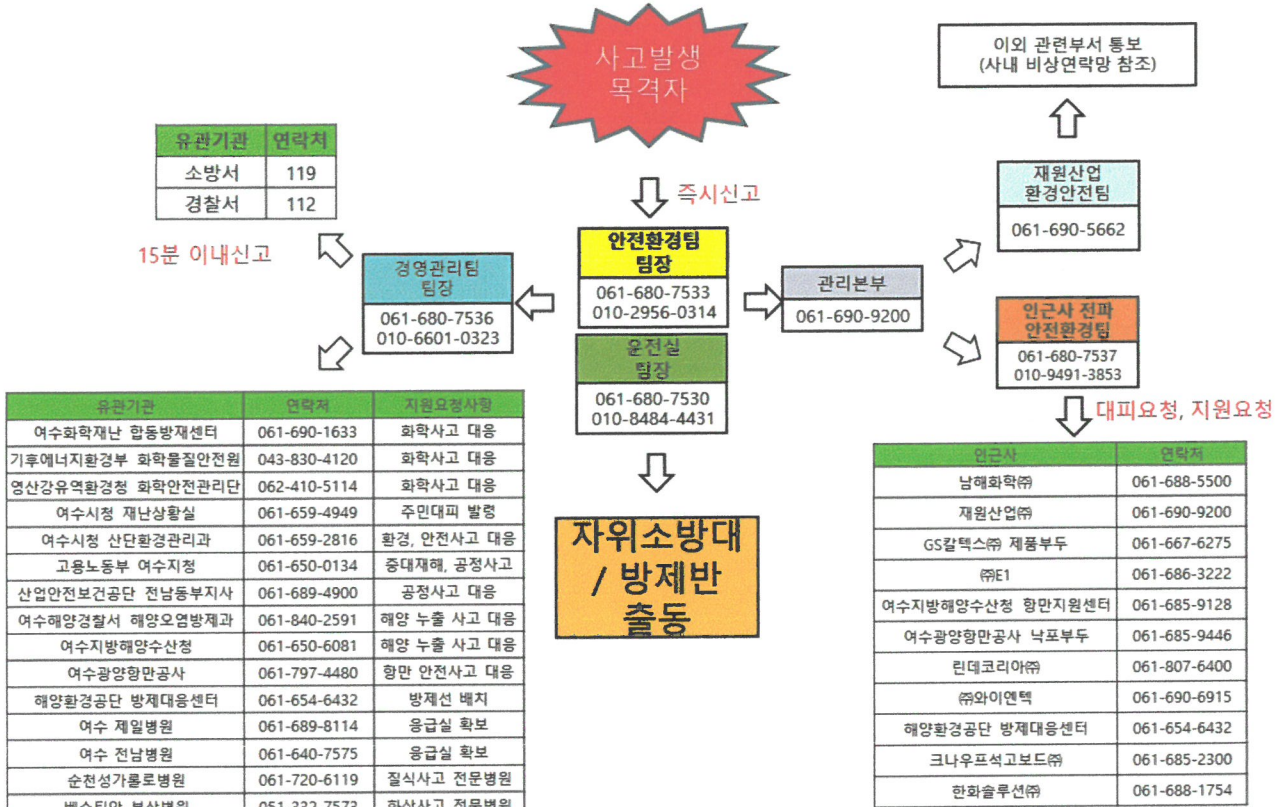 사고발생
목격자
이외 관련부서 통보
(사내 비상연락망 참조)
유관기관 연락처
소방서 119
경찰서 112
즉시신고
15분 이내신고
재원산업
환경안전팀
061-690-5662
안전환경팀
팀장
061-680-7533
010-2956-0314
경영관리팀
팀장
061-680-7536
010-6601-0323
관리본부
061-690-9200
인근사 전파
안전환경팀
061-680-7537
010-9491-3853
운전실
팀장
061-680-7530
010-8484-4431
대피요청, 지원요청
자위소방대
/ 방제반
출동
유관기관 연락처 지원요청사항
여수화학재난 합동방재센터 061-690-1633 화학사고 대응
기후에너지환경부 화학물질안전원 043-830-4120 화학사고 대응
영산강유역환경청 화학안전관리단 062-410-5114 화학사고 대응
여수시청 재난상황실 061-659-4949 주민대피 발령
여수시청 산단환경관리과 061-659-2816 환경, 안전사고 대응
고용노동부 여수지청 061-650-0134 중대재해, 공정사고
산업안전보건공단 전남동부지사 061-689-4900 공정사고 대응
여수해양경찰서 해양오염방제과 061-840-2591 해양 누출 사고 대응
여수지방해양수산청 061-650-6081 해양 누출 사고 대응
여수광양항만공사 061-797-4480 항만 안전사고 대응
해양환경공단 방제대응센터 061-654-6432 방제선 배치
여수 제일병원 061-689-8114 응급실 확보
여수 전남병원 061-640-7575 응급실 확보
순천성가롤로병원 061-720-6119 질식사고 전문병원
베스티안 부산병원 051-332-7573 화상사고 전문병원
인근사 연락처
남해화학㈜ 061-688-5500
재원산업㈜ 061-690-9200
GS칼텍스㈜ 제품부두 061-667-6275
㈜E1 061-686-3222
여수지방해양수산청 항만지원센터 061-685-9128
여수광양항만공사 낙포부두 061-685-9446
린데코리아㈜ 061-807-6400
㈜와이엔텍 061-690-6915
해양환경공단 방제대응센터 061-654-6432
크나우프석고보드㈜ 061-685-2300
한화솔루션㈜ 061-688-1754